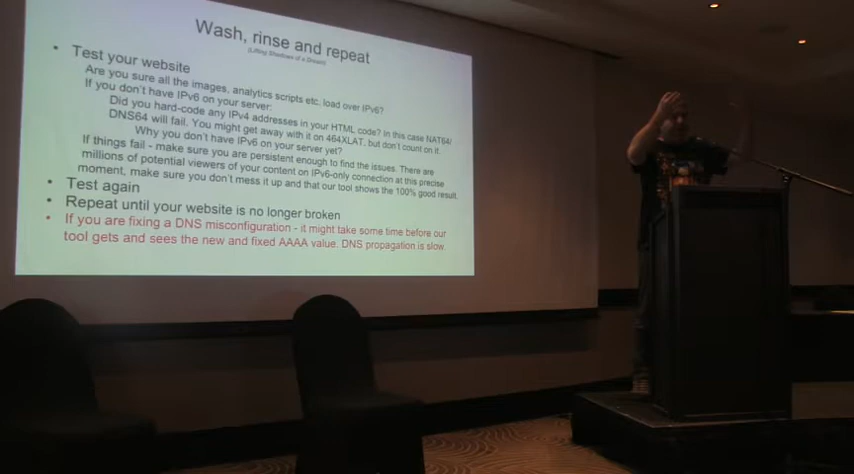 Wash, rinse and repeat
(Lifting Shadows of a Dream)
• Test your website
Are you sure all the images, analytics scripts etc. load over IPv6?
If you don't have IPv6 on your server:
Did you hard-code any IPv4 addresses in your HTML code? In this case NAT64/
DNS64 will fail. You might get away with it on 464XLAT, but don't count on it.
Why you don't have IPv6 on your server yet?
If things fail - make sure you are persistent enough to find the issues. There are
millions of potential viewers of your content on IPv6-only connection at this precise
moment, make sure you don't mess it up and that our tool shows the 100% good result.
• Test again
• Repeat until your website is no longer broken
• If you are fixing a DNS misconfiguration - it might take some time before our
tool gets and sees the new and fixed AAAA value. DNS propagation is slow.